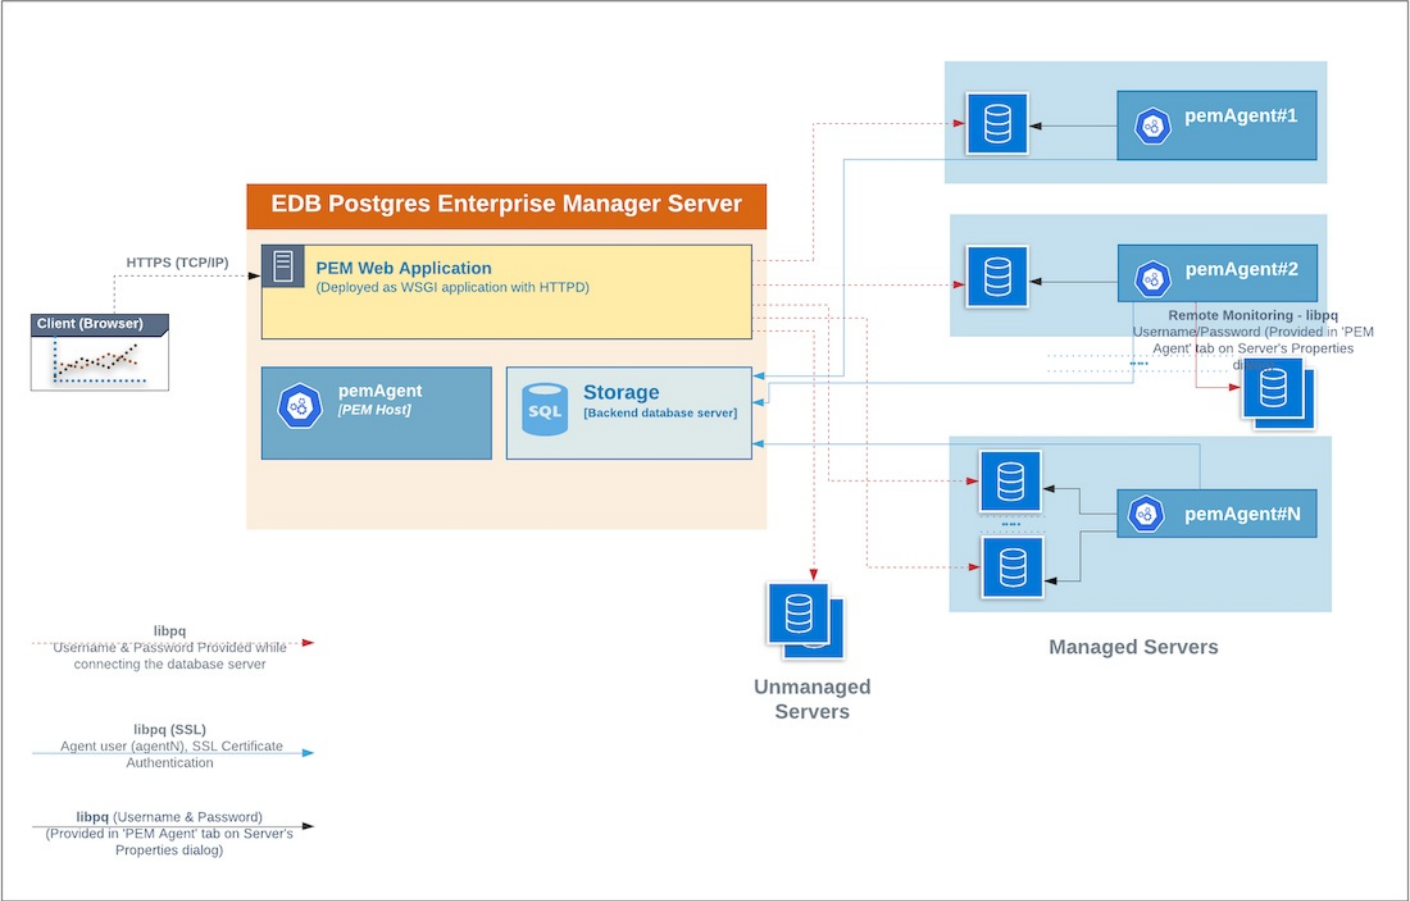 pemAgent#1
EDB Postgres Enterprise Manager Server
HTTPS (TCP/IP)
PEM Web Application
(Deployed as WSGI application with HTTPD)
pemAgent#2
Remote Monitoring - libpq
Username/Password (Provided in 'PEM
Agent' tab on Server's Properties
Client (Browser)
pemAgent
[PEM Host]
SQL
Storage
[Backend database server]
pemAgent#N
Managed Servers
Unmanaged
Servers
libpq
Username & Password Provided while
connecting the database server
libpq (SSL)
Agent user (agentN), SSL Certificate
Authentication
libpq (Username & Password)
(Provided in 'PEM Agent' tab on Server's
Properties dialog)